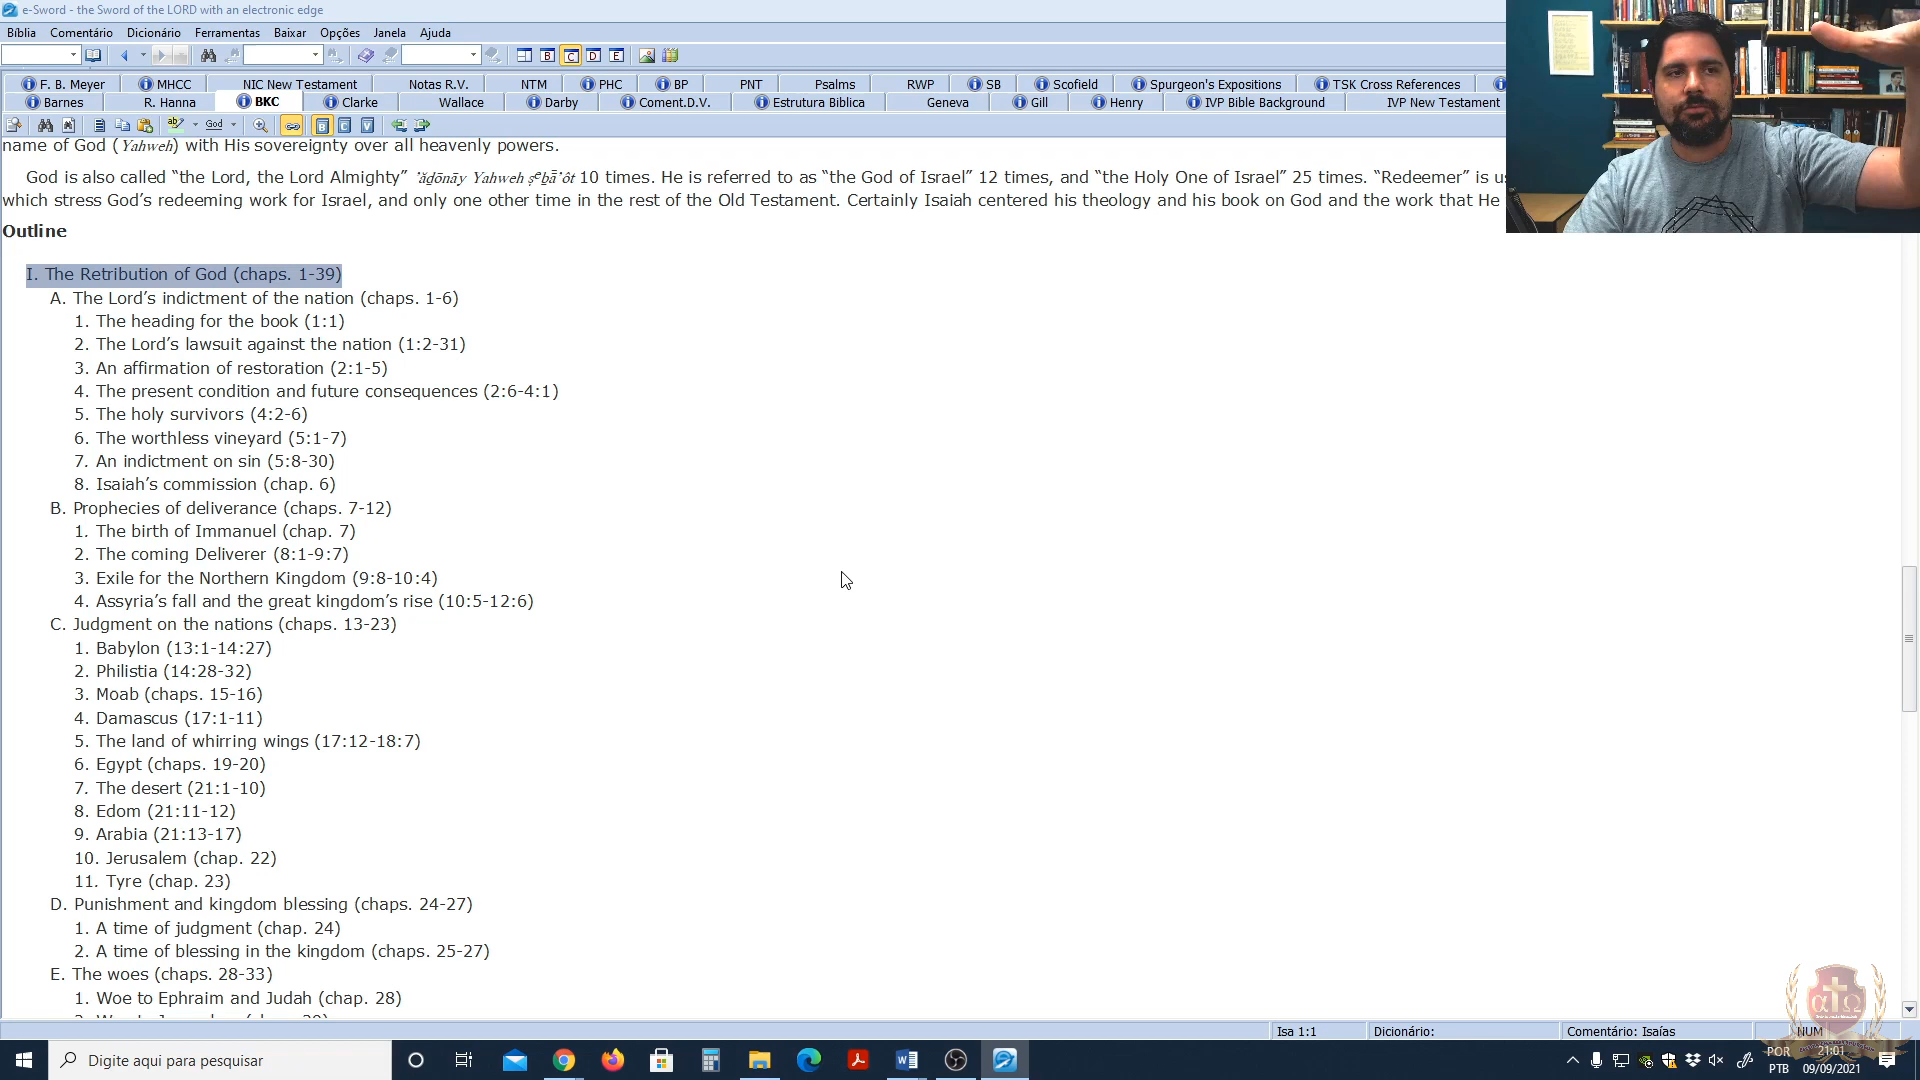 e-Sword - the Sword of the LORD with an electronic edge
Bíblia Comentário Dicionário Ferramentas Baixar Opções Janela Ajuda
B C D E
F. B. Meyer MHCC NIC New Testament Notas R.V. NTM PHC BP PNT Psalms RWP SB Scofield Spurgeon's Expositions TSK Cross References
Barnes R. Hanna BKC Clarke Wallace Darby Coment.D.V. Estrutura Biblica Geneva Gill Henry IVP Bible Background IVP New Testament
ab God B C V
name of God (Yahweh) with His sovereignty over all heavenly powers.
God is also called “the Lord, the Lord Almighty” ’ăḏōnāy Yahweh ṣᵉḇā’ôt 10 times. He is referred to as “the God of Israel” 12 times, and “the Holy One of Israel” 25 times. “Redeemer” is
which stress God’s redeeming work for Israel, and only one other time in the rest of the Old Testament. Certainly Isaiah centered his theology and his book on God and the work that He
Outline
I. The Retribution of God (chaps. 1-39)
A. The Lord’s indictment of the nation (chaps. 1-6)
1. The heading for the book (1:1)
2. The Lord’s lawsuit against the nation (1:2-31)
3. An affirmation of restoration (2:1-5)
4. The present condition and future consequences (2:6-4:1)
5. The holy survivors (4:2-6)
6. The worthless vineyard (5:1-7)
7. An indictment on sin (5:8-30)
8. Isaiah’s commission (chap. 6)
B. Prophecies of deliverance (chaps. 7-12)
1. The birth of Immanuel (chap. 7)
2. The coming Deliverer (8:1-9:7)
3. Exile for the Northern Kingdom (9:8-10:4)
4. Assyria’s fall and the great kingdom’s rise (10:5-12:6)
C. Judgment on the nations (chaps. 13-23)
1. Babylon (13:1-14:27)
2. Philistia (14:28-32)
3. Moab (chaps. 15-16)
4. Damascus (17:1-11)
5. The land of whirring wings (17:12-18:7)
6. Egypt (chaps. 19-20)
7. The desert (21:1-10)
8. Edom (21:11-12)
9. Arabia (21:13-17)
10. Jerusalem (chap. 22)
11. Tyre (chap. 23)
D. Punishment and kingdom blessing (chaps. 24-27)
1. A time of judgment (chap. 24)
2. A time of blessing in the kingdom (chaps. 25-27)
E. The woes (chaps. 28-33)
1. Woe to Ephraim and Judah (chap. 28)
Isa 1:1 Dicionário: Comentário: Isaías NUM
Digite aqui para pesquisar
POR 21:01
PTB 09/09/2021